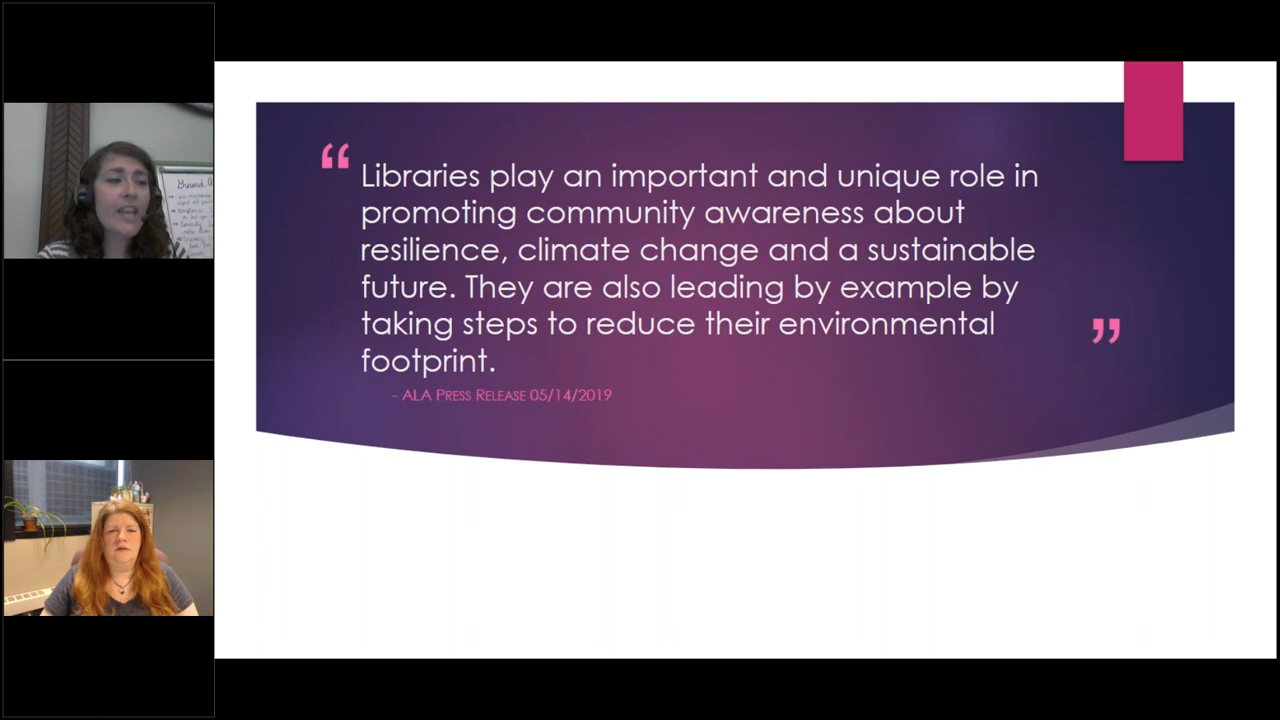 “
Libraries play an important and unique role in
promoting community awareness about
resilience, climate change and a sustainable
future. They are also leading by example by
taking steps to reduce their environmental
footprint.
”
- ALA Press Release 05/14/2019
Ground